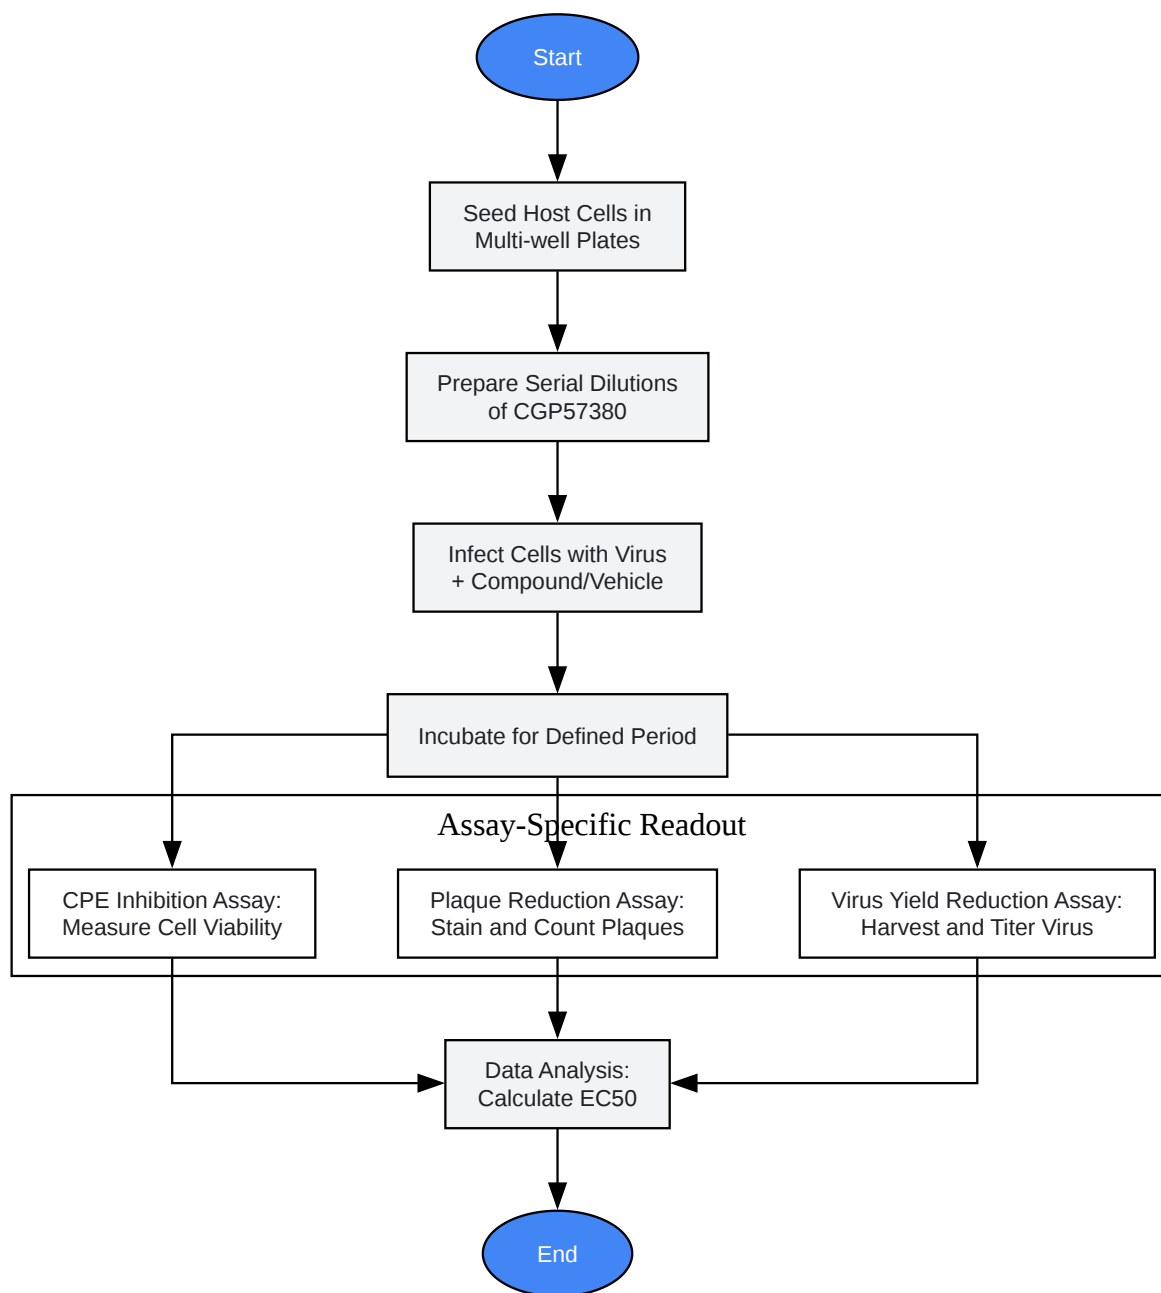 Start
Seed Host Cells in
Multi-well Plates
Prepare Serial Dilutions
of CGP57380
Infect Cells with Virus
+ Compound/Vehicle
Incubate for Defined Period
Assay-Specific Readout
CPE Inhibition Assay:
Measure Cell Viability
Plaque Reduction Assay:
Stain and Count Plaques
Virus Yield Reduction Assay:
Harvest and Titer Virus
Data Analysis:
Calculate EC50
End